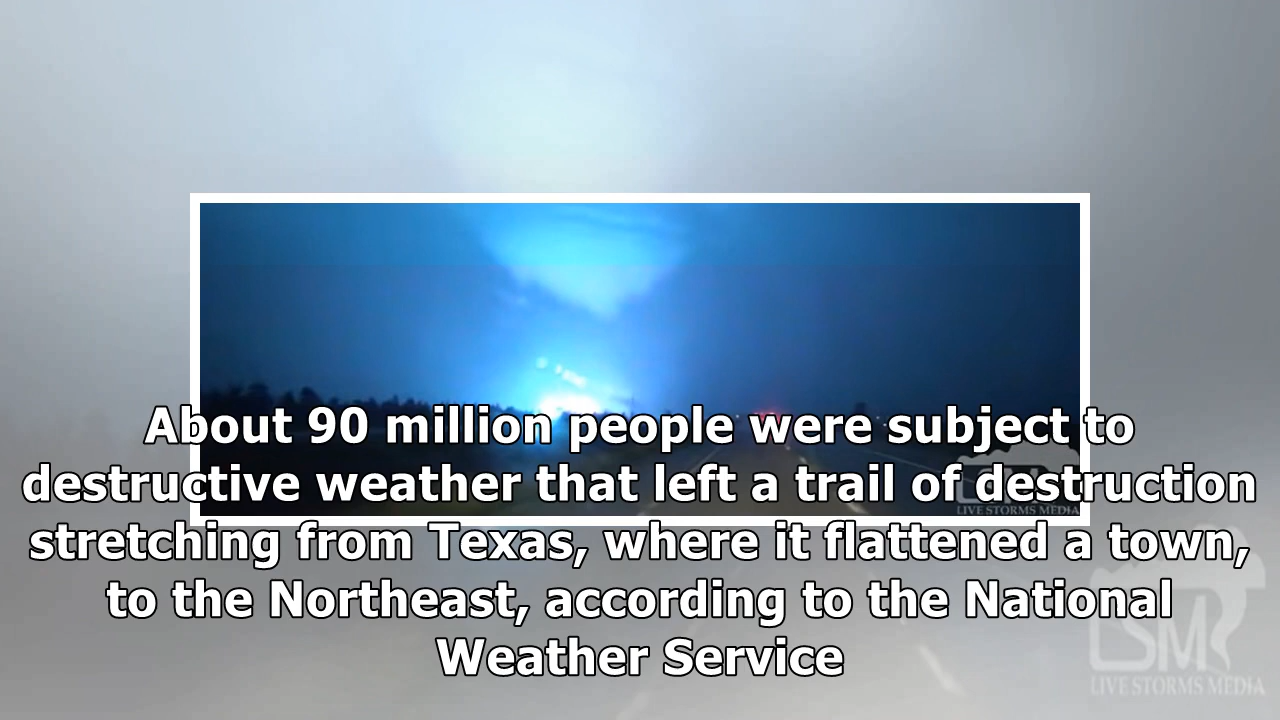 About 90 million people were subject to
destructive weather that left a trail of destruction
stretching from Texas, where it flattened a town,
to the Northeast, according to the National
Weather Service
LIVE STORMS MEDIA
LSM
LIVE STORMS MEDIA